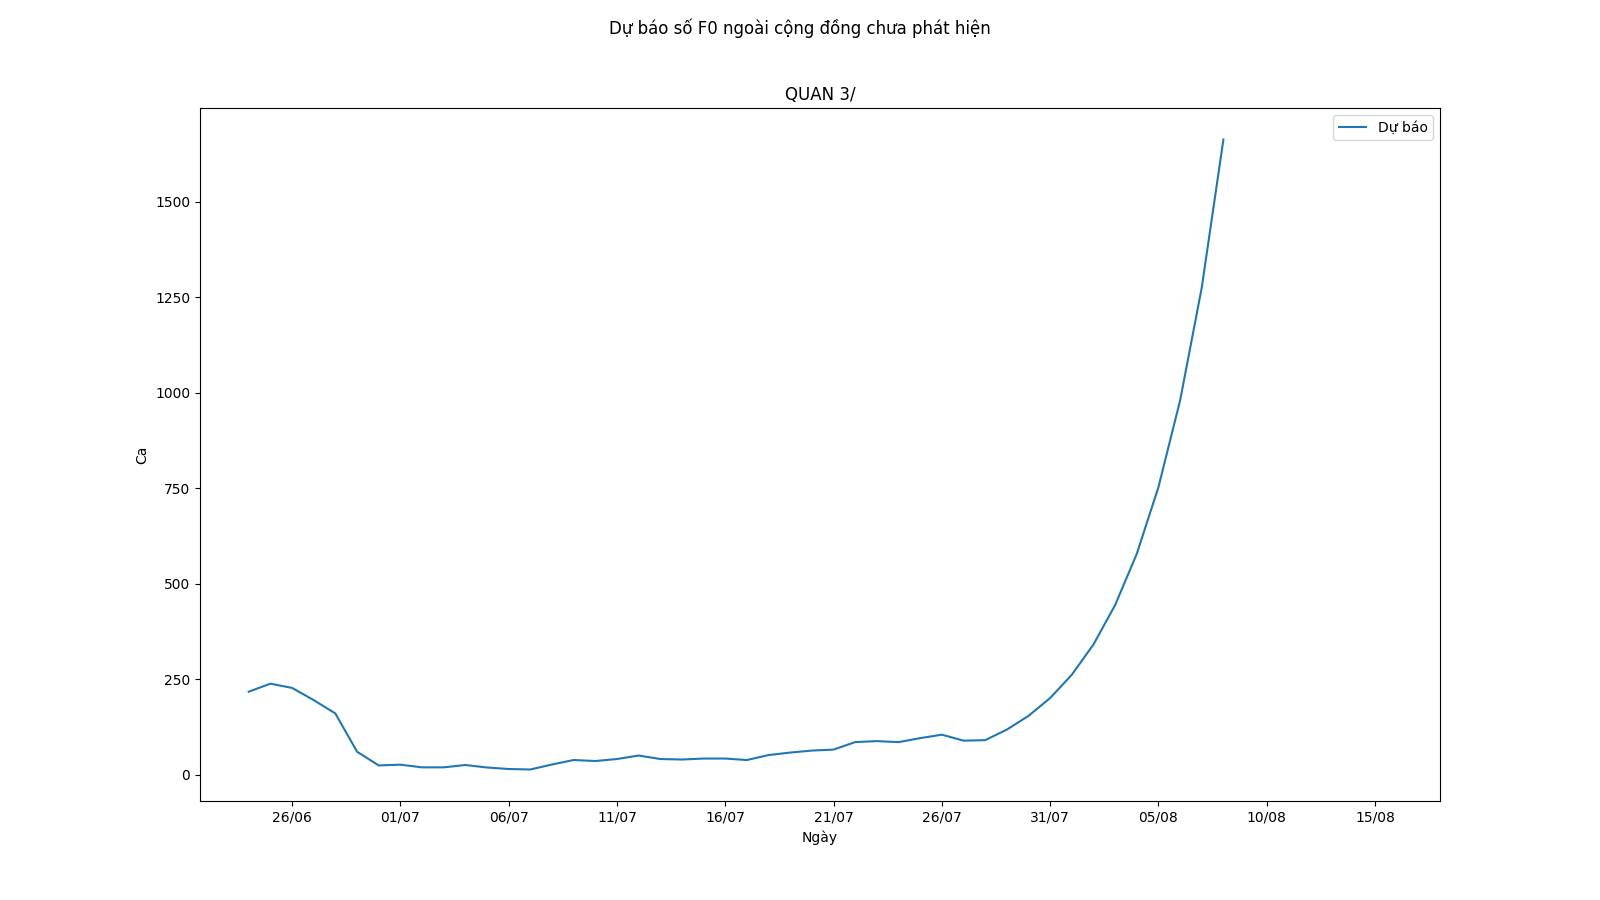 Dự báo số F0 ngoài cộng đồng chưa phát hiện
QUAN 3/
Dự báo
1500
1250
1000
750
500
250
0
Ca
26/06 01/07 06/07 11/07 16/07 21/07 26/07 31/07 05/08 10/08 15/08
Ngày